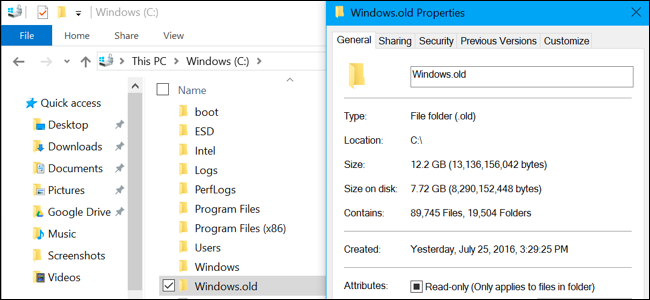 Windows (C:)
File
Home
Share
View
This PC
Windows (C:)
Quick access
Desktop
Downloads
Documents
Pictures
Google Drive
Music
Screenshots
Videos
Name
boot
ESD
Intel
Logs
PerfLogs
Program Files
Program Files (x86)
Users
Windows
Windows.old
Windows.old Properties
General Sharing Security Previous Versions Customize
Windows.old
Type: File folder (.old)
Location: C:\
Size: 12.2 GB (13,136,156,042 bytes)
Size on disk: 7.72 GB (8,290,152,448 bytes)
Contains: 89,745 Files, 19,504 Folders
Created: Yesterday, July 25, 2016, 3:29:25 PM
Attributes: Read-only (Only applies to files in folder)